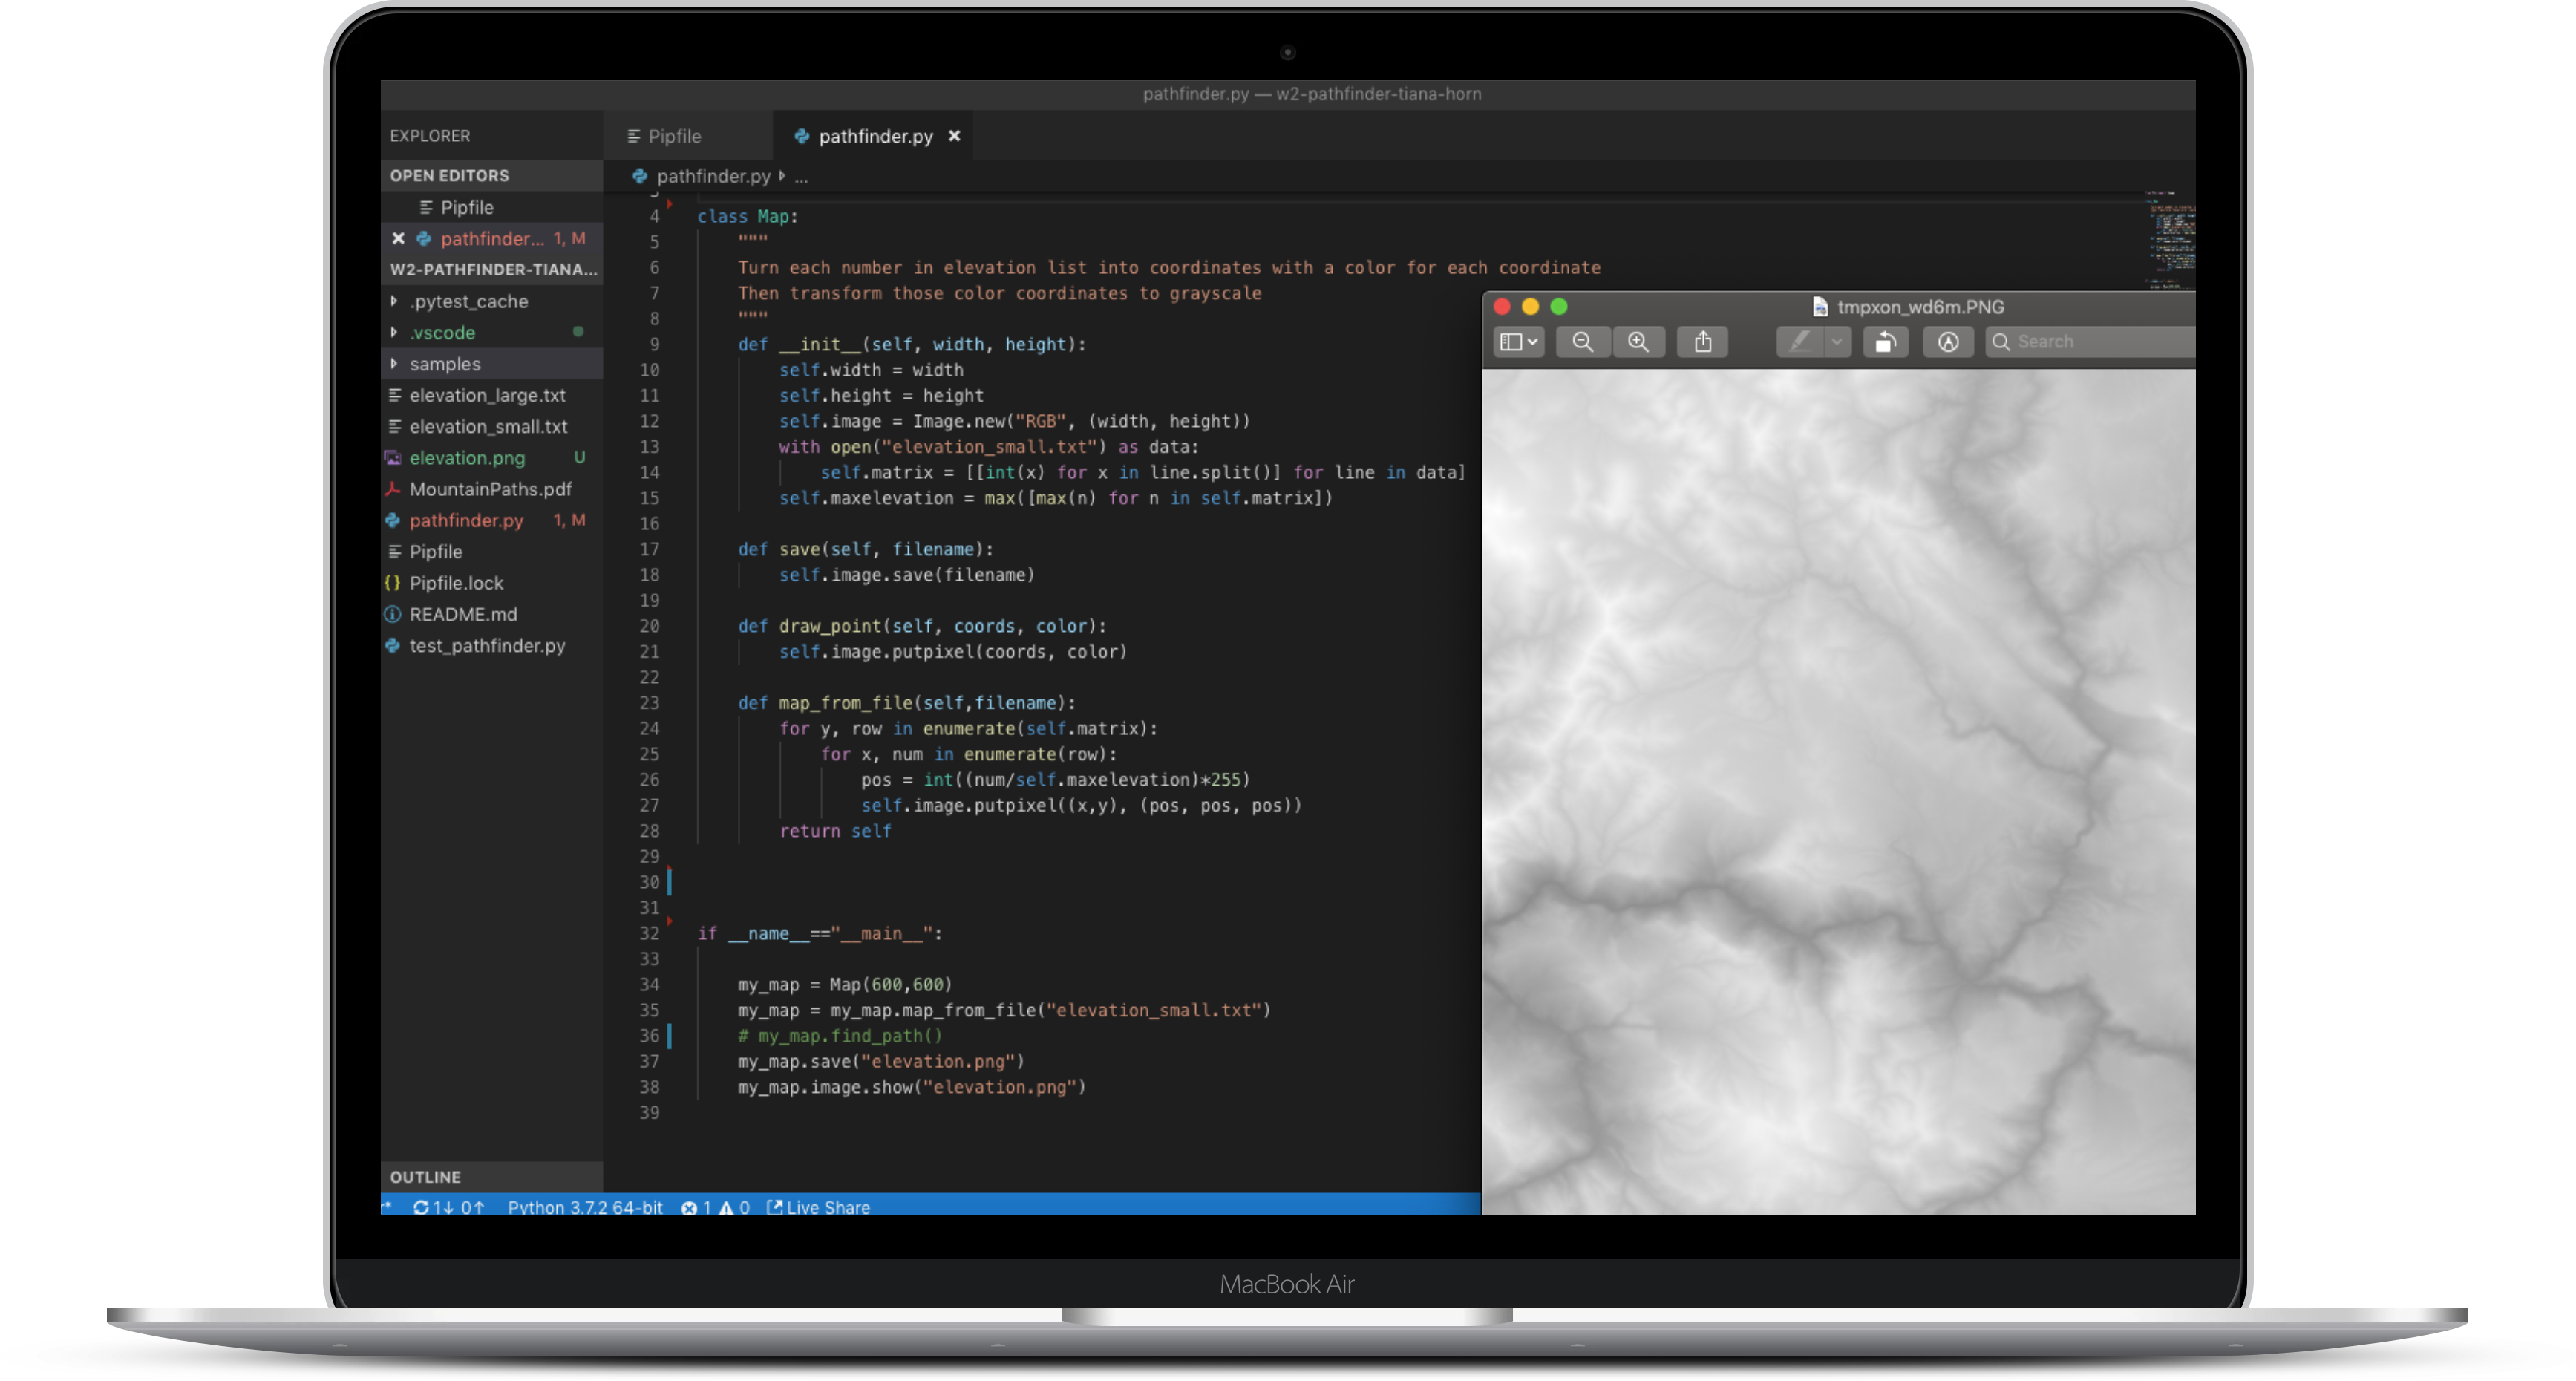 pathfinder.py — w2-pathfinder-tiana-horn
EXPLORER
OPEN EDITORS
Pipfile
pathfinder... 1, M
W2-PATHFINDER-TIANA...
.pytest_cache
.vscode
samples
elevation_large.txt
elevation_small.txt
elevation.png U
MountainPaths.pdf
pathfinder.py 1, M
Pipfile
Pipfile.lock
README.md
test_pathfinder.py
OUTLINE
Pipfile
pathfinder.py
pathfinder.py ...
4 class Map:
5 """
6 Turn each number in elevation list into coordinates with a color for each coordinate
7 Then transform those color coordinates to grayscale
8 """
9 def __init__(self, width, height):
10 self.width = width
11 self.height = height
12 self.image = Image.new("RGB", (width, height))
13 with open("elevation_small.txt") as data:
14 self.matrix = [[int(x) for x in line.split()] for line in data]
15 self.maxelevation = max([max(n) for n in self.matrix])
16
17 def save(self, filename):
18 self.image.save(filename)
19
20 def draw_point(self, coords, color):
21 self.image.putpixel(coords, color)
22
23 def map_from_file(self,filename):
24 for y, row in enumerate(self.matrix):
25 for x, num in enumerate(row):
26 pos = int((num/self.maxelevation)*255)
27 self.image.putpixel((x,y), (pos, pos, pos))
28 return self
29
30
31
32 if __name__=="__main__":
33
34 my_map = Map(600,600)
35 my_map = my_map.map_from_file("elevation_small.txt")
36 # my_map.find_path()
37 my_map.save("elevation.png")
38 my_map.image.show("elevation.png")
39
tmpxon_wd6m.PNG
Search
1↓ 0↑ Python 3.7.2 64-bit 1 0 Live Share
MacBook Air